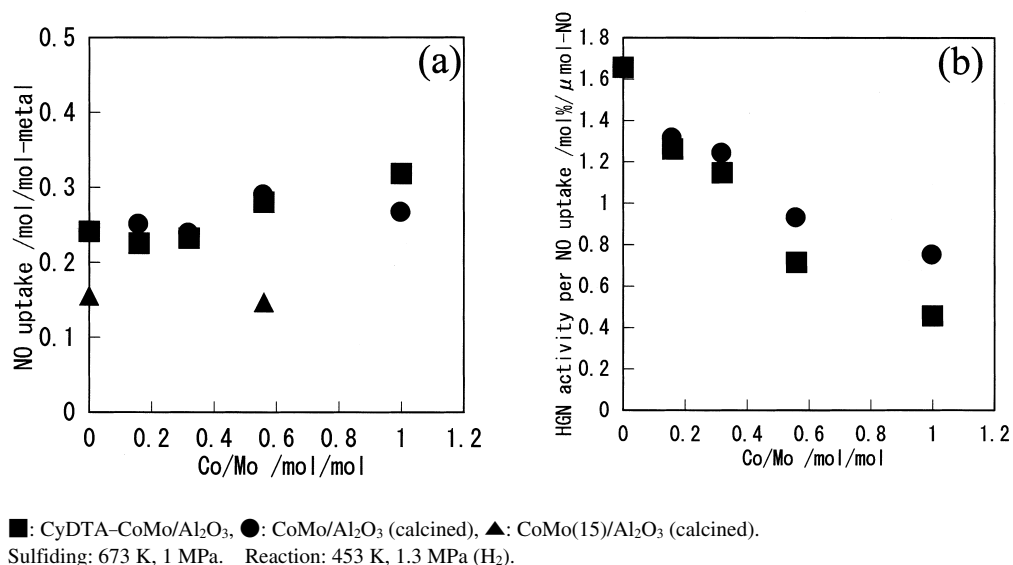 (a)
NO uptake /mol/mol-metal
0.5
0.4
0.3
0.2
0.1
0
0 0.2 0.4 0.6 0.8 1 1.2
Co/Mo /mol/mol
(b)
HGN activity per NO uptake /mol%/μmol-NO
1.8
1.6
1.4
1.2
1
0.8
0.6
0.4
0.2
0
0 0.2 0.4 0.6 0.8 1 1.2
Co/Mo /mol/mol
■: CyDTA–CoMo/Al₂O₃, ●: CoMo/Al₂O₃ (calcined), ▲: CoMo(15)/Al₂O₃ (calcined).
Sulfiding: 673 K, 1 MPa. Reaction: 453 K, 1.3 MPa (H₂).